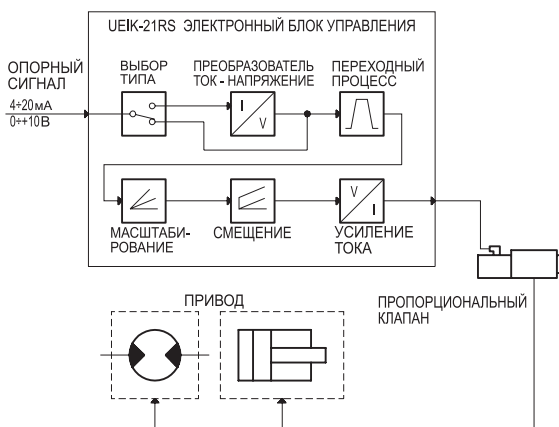 UEIK-21RS ЭЛЕКТРОННЫЙ БЛОК УПРАВЛЕНИЯ
ОПОРНЫЙ
СИГНАЛ
4÷20мА
0÷+10В
ВЫБОР
ТИПА
ПРЕОБРАЗОВАТЕЛЬ
ТОК - НАПРЯЖЕНИЕ
ПЕРЕХОДНЫЙ
ПРОЦЕСС
I
V
МАСШТАБИ-
РОВАНИЕ
СМЕЩЕНИЕ
V
I
УСИЛЕНИЕ
ТОКА
ПРОПОРЦИОНАЛЬНЫЙ
КЛАПАН
ПРИВОД